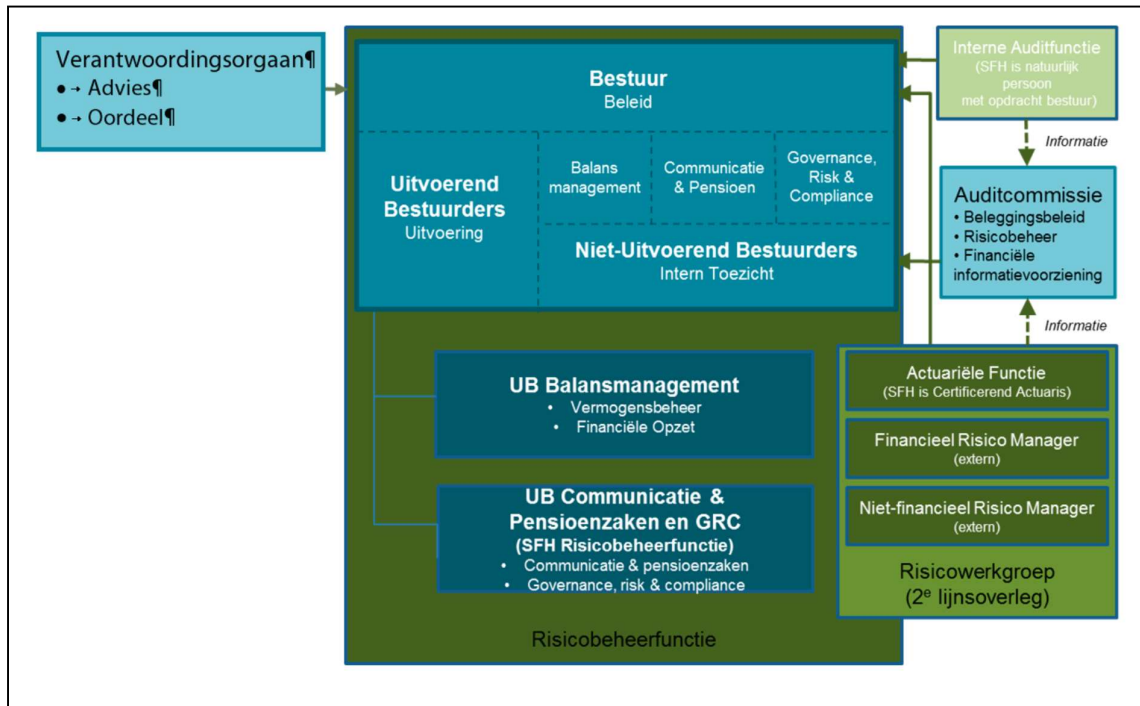 Verantwoordingsorgaan¶
●→ Advies¶
●→ Oordeel¶
Bestuur
Beleid
Uitvoerend
Bestuurders
Uitvoering
Balans
management
Communicatie
& Pensioen
Governance,
Risk &
Compliance
Niet-Uitvoerend Bestuurders
Intern Toezicht
UB Balansmanagement
• Vermogensbeheer
• Financiële Opzet
UB Communicatie &
Pensioenzaken en GRC
(SFH Risicobeheerfunctie)
• Communicatie & pensioenzaken
• Governance, risk & compliance
Risicobeheerfunctie
Interne Auditfunctie
(SFH is natuurlijk
persoon
met opdracht bestuur)
Informatie
Auditcommissie
• Beleggingsbeleid
• Risicobeheer
• Financiële
informatievoorziening
Informatie
Actuariële Functie
(SFH is Certificerend Actuaris)
Financieel Risico Manager
(extern)
Niet-financieel Risico Manager
(extern)
Risicowerkgroep
(2e lijnsoverleg)